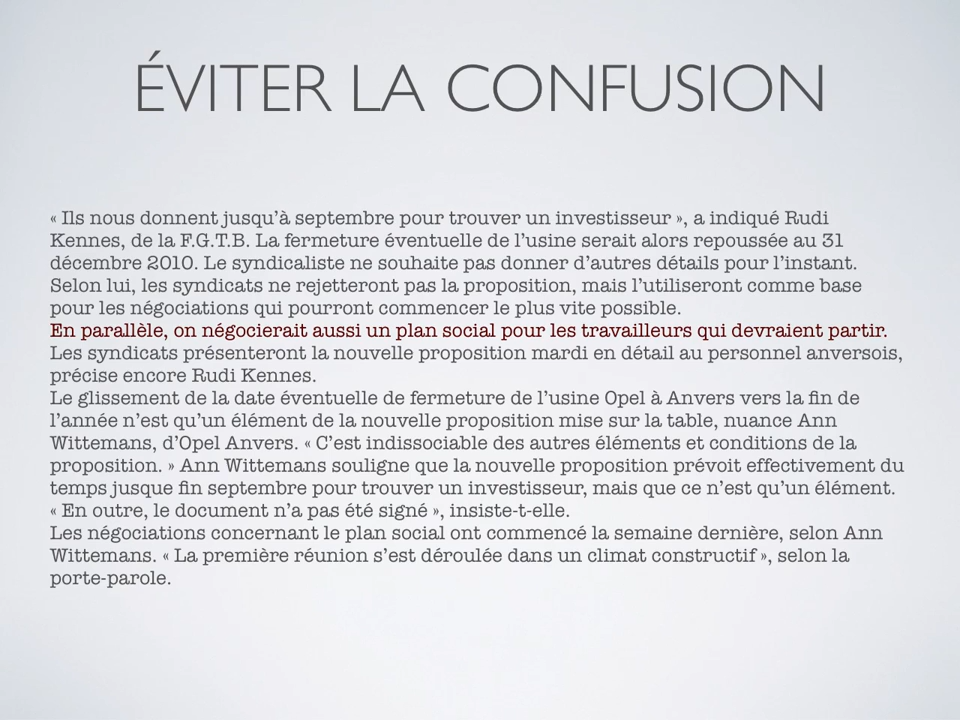 ÉVITER LA CONFUSION
« Ils nous donnent jusqu’à septembre pour trouver un investisseur », a indiqué Rudi
Kennes, de la F.G.T.B. La fermeture éventuelle de l’usine serait alors repoussée au 31
décembre 2010. Le syndicaliste ne souhaite pas donner d’autres détails pour l’instant.
Selon lui, les syndicats ne rejetteront pas la proposition, mais l’utiliseront comme base
pour les négociations qui pourront commencer le plus vite possible.
En parallèle, on négocierait aussi un plan social pour les travailleurs qui devraient partir.
Les syndicats présenteront la nouvelle proposition mardi en détail au personnel anversois,
précise encore Rudi Kennes.
Le glissement de la date éventuelle de fermeture de l’usine Opel à Anvers vers la fin de
l’année n’est qu’un élément de la nouvelle proposition mise sur la table, nuance Ann
Wittemans, d’Opel Anvers. « C’est indissociable des autres éléments et conditions de la
proposition. » Ann Wittemans souligne que la nouvelle proposition prévoit effectivement du
temps jusque fin septembre pour trouver un investisseur, mais que ce n’est qu’un élément.
« En outre, le document n’a pas été signé », insiste-t-elle.
Les négociations concernant le plan social ont commencé la semaine dernière, selon Ann
Wittemans. « La première réunion s’est déroulée dans un climat constructif », selon la
porte-parole.